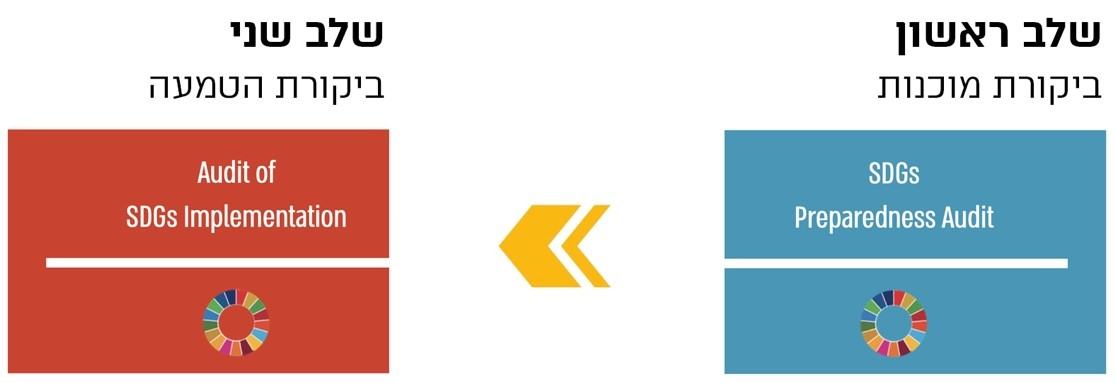 שלב ראשון
ביקורת מוכנות
SDGs
Preparedness Audit
שלב שני
ביקורת הטמעה
Audit of
SDGs Implementation